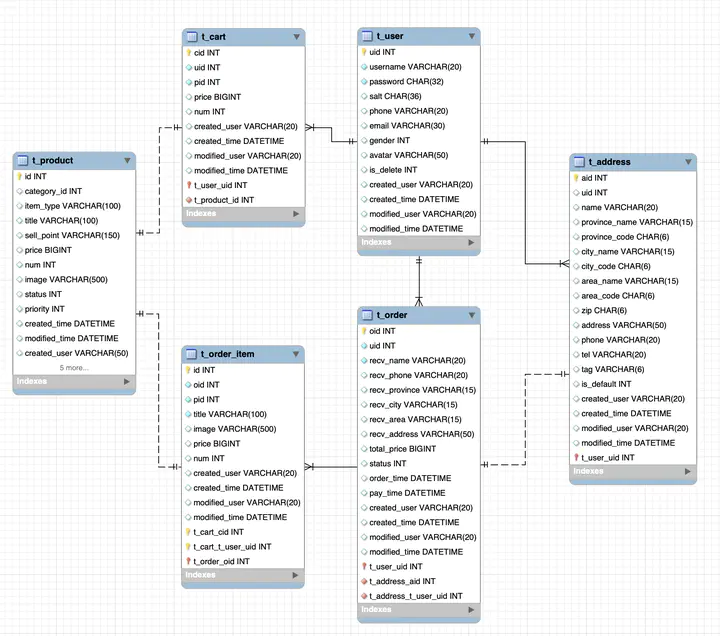 t_cart
cid INT
uid INT
pid INT
price BIGINT
num INT
created_user VARCHAR(20)
created_time DATETIME
modified_user VARCHAR(20)
modified_time DATETIME
t_user_uid INT
t_product_id INT
Indexes
t_user
uid INT
username VARCHAR(20)
password CHAR(32)
salt CHAR(36)
phone VARCHAR(20)
email VARCHAR(30)
gender INT
avatar VARCHAR(50)
is_delete INT
created_user VARCHAR(20)
created_time DATETIME
modified_user VARCHAR(20)
modified_time DATETIME
Indexes
t_product
id INT
category_id INT
item_type VARCHAR(100)
title VARCHAR(100)
sell_point VARCHAR(150)
price BIGINT
num INT
image VARCHAR(500)
status INT
priority INT
created_time DATETIME
modified_time DATETIME
created_user VARCHAR(50)
5 more...
Indexes
t_address
aid INT
uid INT
name VARCHAR(20)
province_name VARCHAR(15)
province_code CHAR(6)
city_name VARCHAR(15)
city_code CHAR(6)
area_name VARCHAR(15)
area_code CHAR(6)
zip CHAR(6)
address VARCHAR(50)
phone VARCHAR(20)
tel VARCHAR(20)
tag VARCHAR(6)
is_default INT
created_user VARCHAR(20)
created_time DATETIME
modified_user VARCHAR(20)
modified_time DATETIME
t_user_uid INT
Indexes
t_order_item
id INT
oid INT
pid INT
title VARCHAR(100)
image VARCHAR(500)
price BIGINT
num INT
created_user VARCHAR(20)
created_time DATETIME
modified_user VARCHAR(20)
modified_time DATETIME
t_cart_cid INT
t_cart_t_user_uid INT
t_order_oid INT
Indexes
t_order
oid INT
uid INT
recv_name VARCHAR(20)
recv_phone VARCHAR(20)
recv_province VARCHAR(15)
recv_city VARCHAR(15)
recv_area VARCHAR(15)
recv_address VARCHAR(50)
total_price BIGINT
status INT
order_time DATETIME
pay_time DATETIME
created_user VARCHAR(20)
created_time DATETIME
modified_user VARCHAR(20)
modified_time DATETIME
t_user_uid INT
t_address_aid INT
t_address_t_user_uid INT
Indexes